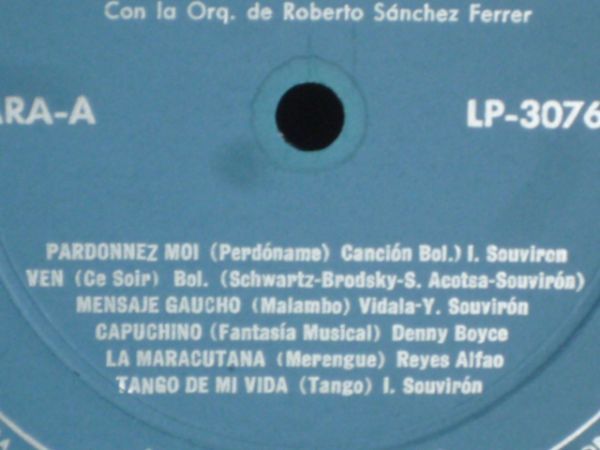 Con la Orq. de Roberto Sánchez Ferrer
ARA-A
LP-3076
PARDONNEZ MOI (Perdóname) Canción Bol.) I. Souviron
VEN (Ce Soir) Bol. (Schwartz-Brodsky-S. Acotsa-Souvirón)
MENSAJE GAUCHO (Malambo) Vidala-Y. Souvirón
CAPUCHINO (Fantasía Musical) Denny Boyce
LA MARACUTANA (Merengue) Reyes Alfao
TANGO DE MI VIDA (Tango) I. Souvirón